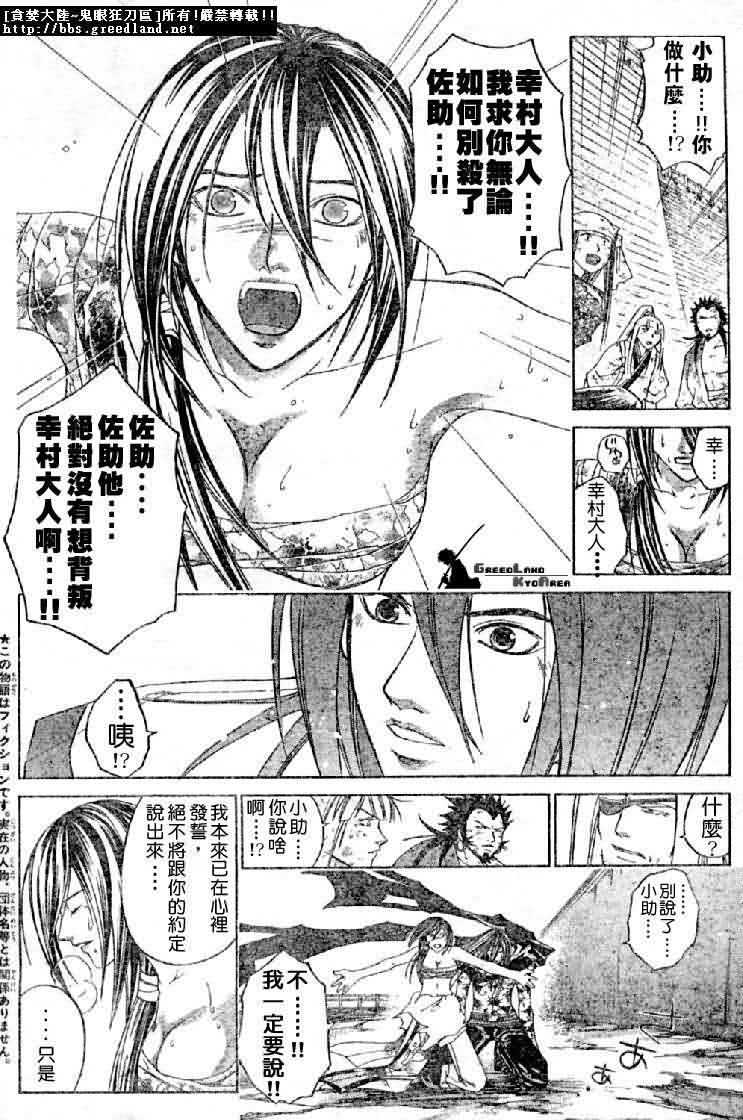 [貪婪大陸~鬼眼狂刀區]所有!嚴禁轉載!!
http://bbs.greedland.net
小助....!!你
做什麼....!?
幸村大人....!!
我求你無論
如何別殺了
佐助....!!
幸....
幸村大人....
佐助....
佐助他....
絕對沒有想背叛
幸村大人啊....!!
GREEDLAND
KYOAREA
....咦!?
什麼?
小助....
你說啥
啊....!?
我本來已在心裡
發誓，
絕不將跟你的約定
說出來....
....只是
別說了....
小助....
不......!!
我一定要說!!
あ
あ
★この物語はフィクションです。実在の人物、団体名等とは関係ありません。